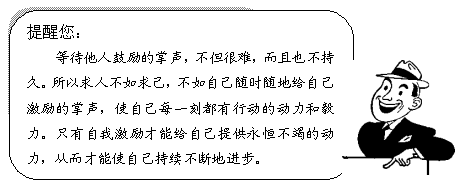 提醒您：
等待他人鼓励的掌声，不但很难，而且也不持
久。所以求人不如求己，不如自己随时随地给自己
激励的掌声，使自己每一刻都有行动的动力和毅
力。只有自我激励才能给自己提供永恒不竭的动
力，从而才能使自己持续不断地进步。